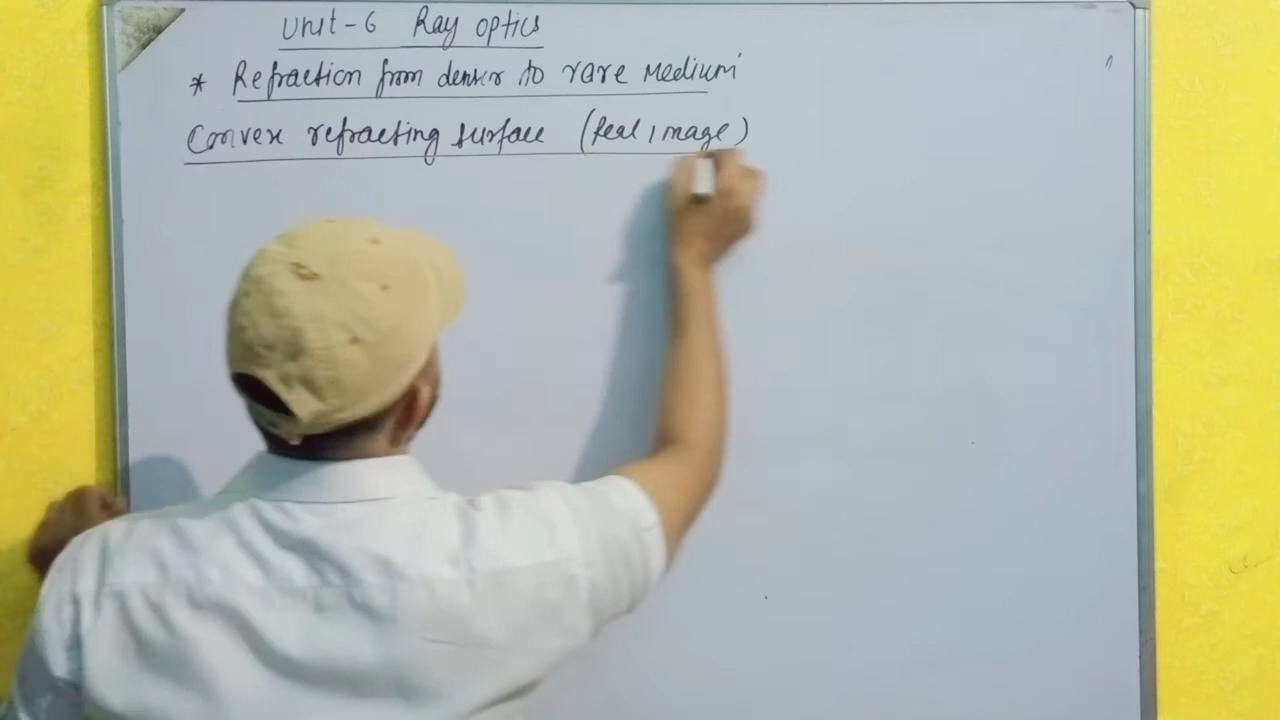 Unit-6 Ray optics
* Refraction from denser to rare Medium
Convex refracting surface (Real image)